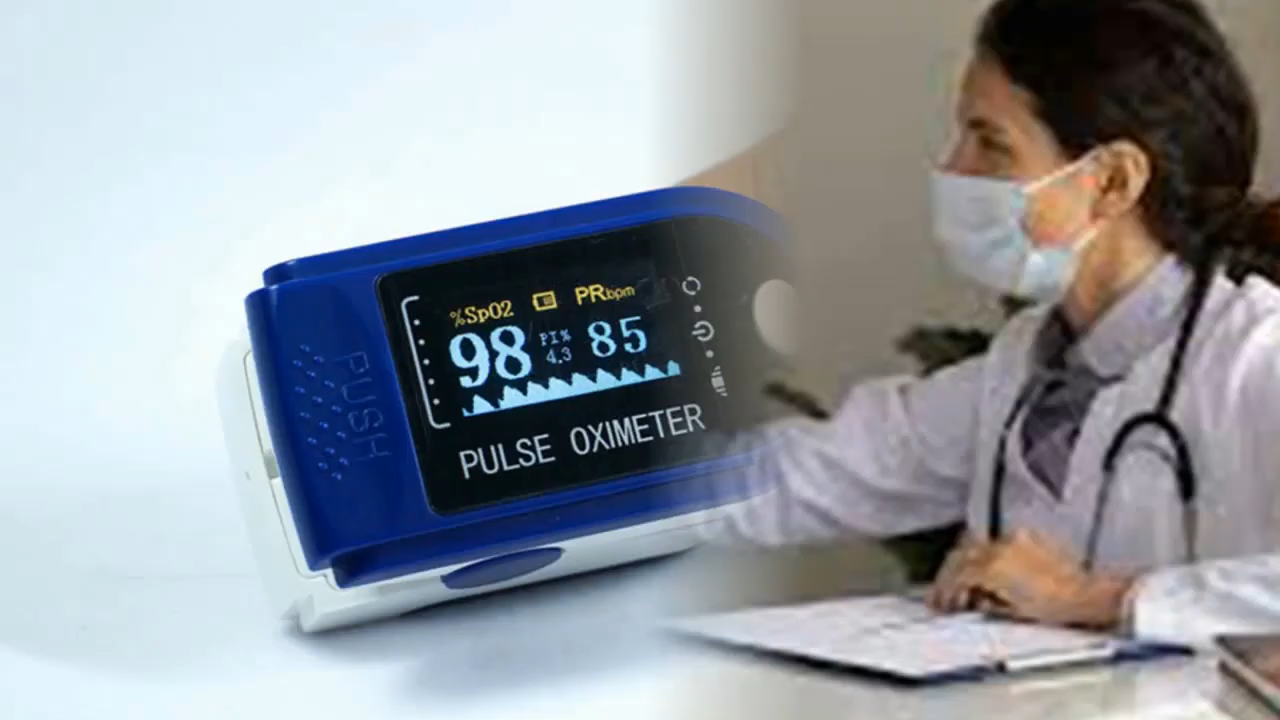 %SpO2 PRbpm
98 PI% 85
4.3
PULSE OXIMETER
PUSH